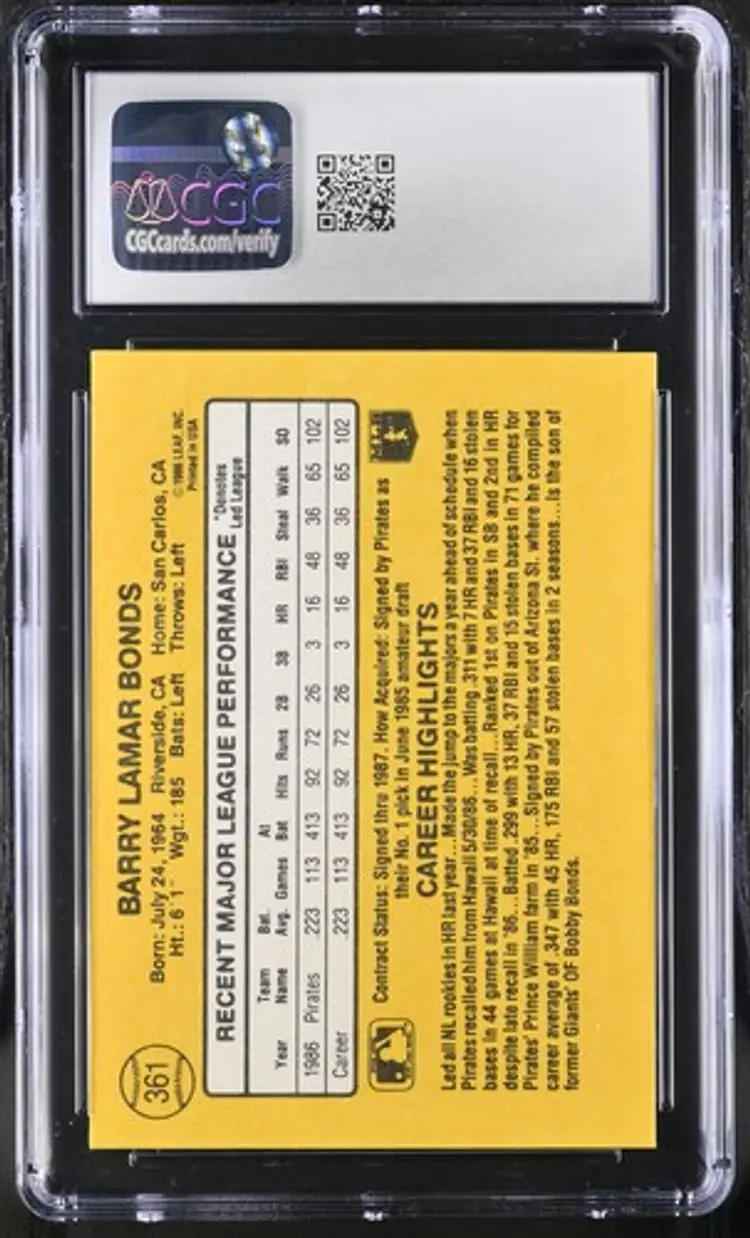 CGC
CGCcards.com/verify
361
BARRY LAMAR BONDS
Born: July 24, 1964 Riverside, CA Home: San Carlos, CA
Ht.: 6'1" Wgt.: 185 Bats: Left Throws: Left
© 1986 LEAF, INC.
Printed in USA
RECENT MAJOR LEAGUE PERFORMANCE
*Denotes
Led League
Team Bat. At
Year Name Avg. Games Bat Hits Runs 2B 3B HR RBI Steal Walk SO
1986 Pirates .223 113 413 92 72 26 3 16 48 36 65 102
Career .223 113 413 92 72 26 3 16 48 36 65 102
Contract Status: Signed thru 1987. How Acquired: Signed by Pirates as
their No. 1 pick in June 1985 amateur draft
CAREER HIGHLIGHTS
Led all NL rookies in HR last year...Made the jump to the majors a year ahead of schedule when
Pirates recalled him from Hawaii 5/30/86...Was batting .311 with 7 HR and 37 RBI and 16 stolen
bases in 44 games at Hawaii at time of recall...Ranked 1st on Pirates in SB and 2nd in HR
despite late recall in '86...Batted .299 with 13 HR, 37 RBI and 15 stolen bases in 71 games for
Pirates' Prince William farm in '85...Signed by Pirates out of Arizona St. where he compiled
career average of .347 with 45 HR, 175 RBI and 57 stolen bases in 2 seasons...Is the son of
former Giants' OF Bobby Bonds.